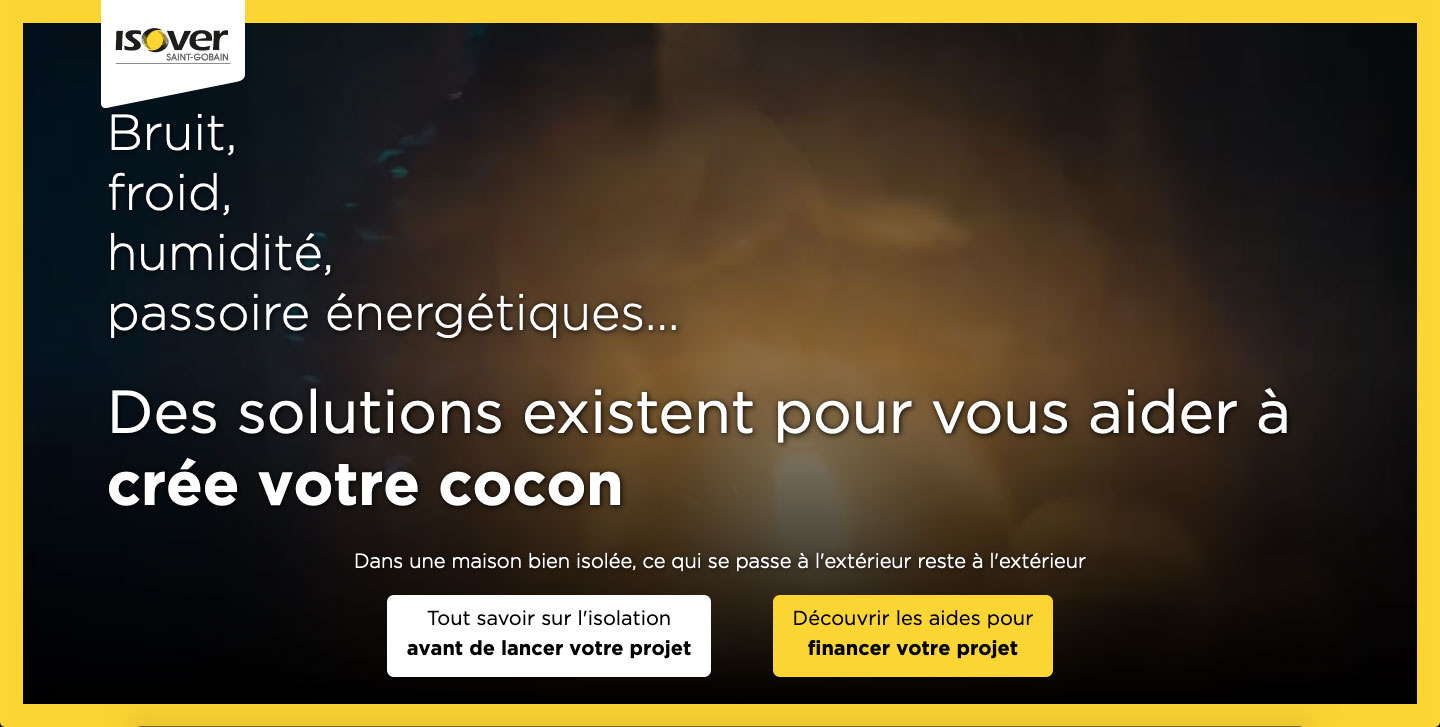 ISOVER
SAINT-GOBAIN
Bruit,
froid,
humidité,
passoire énergétiques...
Des solutions existent pour vous aider à
crée votre cocon
Dans une maison bien isolée, ce qui se passe à l'extérieur reste à l'extérieur
Tout savoir sur l'isolation
avant de lancer votre projet
Découvrir les aides pour
financer votre projet